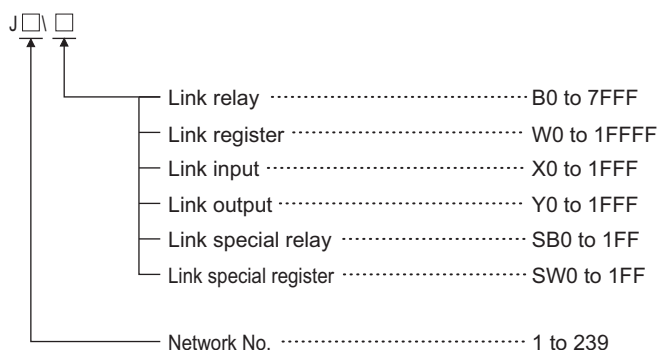 J□\ □
Link relay B0 to 7FFF
Link register W0 to 1FFFF
Link input X0 to 1FFF
Link output Y0 to 1FFF
Link special relay SB0 to 1FF
Link special register SW0 to 1FF
Network No. 1 to 239